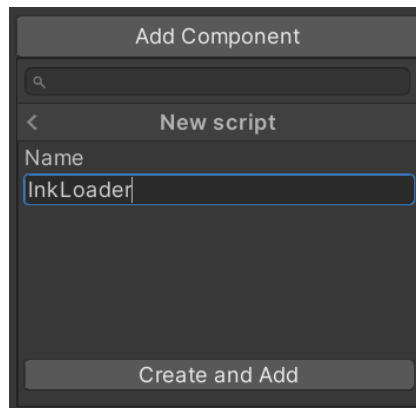 Add Component
New script
Name
InkLoader
Create and Add